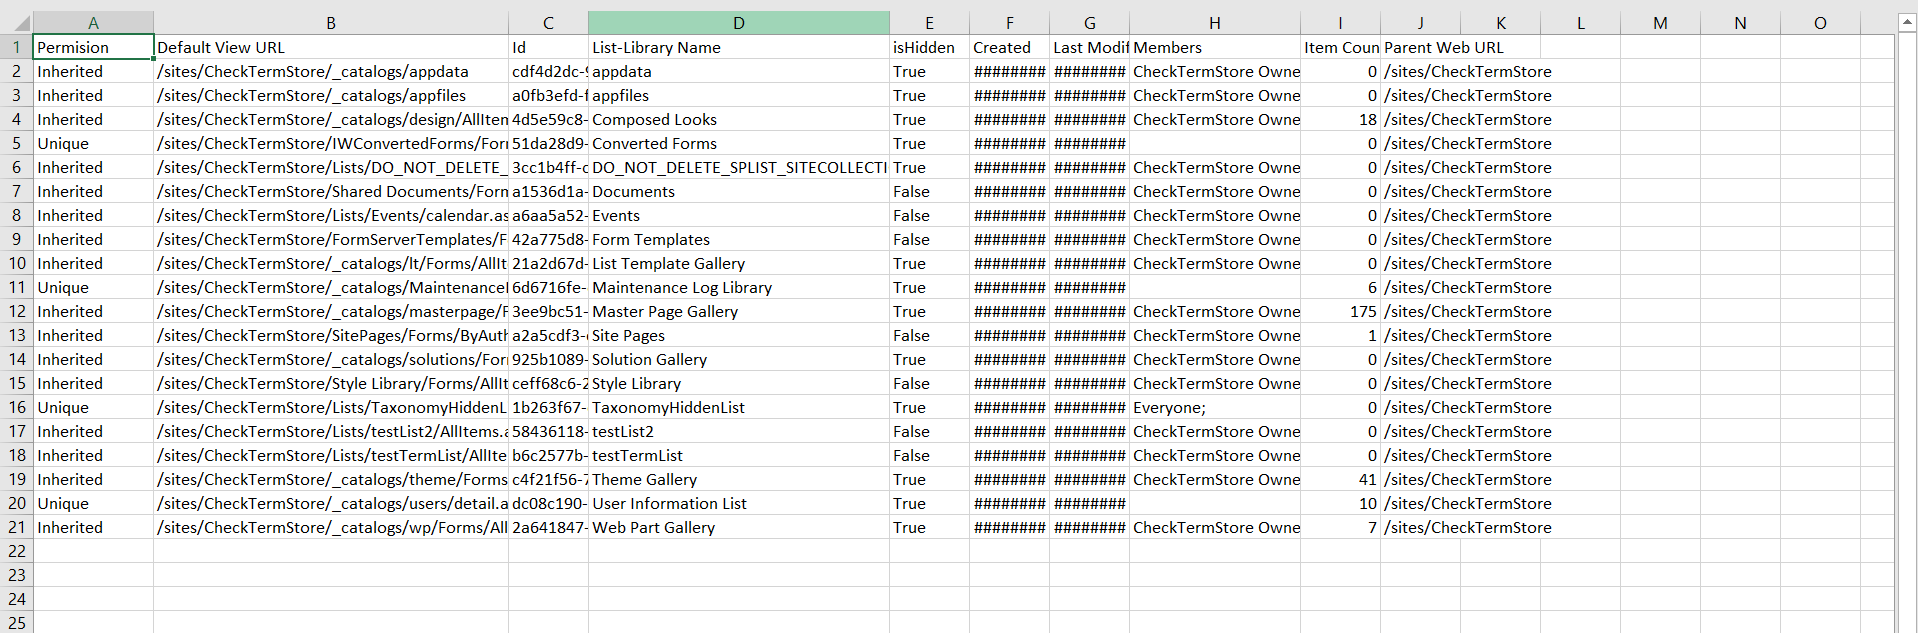 A B C D E F G H I J K L M N O
1 Permision Default View URL Id List-Library Name isHidden Created Last Modif Members Item Coun Parent Web URL
2 Inherited /sites/CheckTermStore/_catalogs/appdata cdf4d2dc-9 appdata True ######## ######## CheckTermStore Owne 0 /sites/CheckTermStore
3 Inherited /sites/CheckTermStore/_catalogs/appfiles a0fb3efd-f appfiles True ######## ######## CheckTermStore Owne 0 /sites/CheckTermStore
4 Inherited /sites/CheckTermStore/_catalogs/design/AllItem 4d5e59c8- Composed Looks True ######## ######## CheckTermStore Owne 18 /sites/CheckTermStore
5 Unique /sites/CheckTermStore/IWConvertedForms/Forr 51da28d9- Converted Forms True ######## ######## 0 /sites/CheckTermStore
6 Inherited /sites/CheckTermStore/Lists/DO_NOT_DELETE_ 3cc1b4ff-c DO_NOT_DELETE_SPLIST_SITECOLLECTI True ######## ######## CheckTermStore Owne 0 /sites/CheckTermStore
7 Inherited /sites/CheckTermStore/Shared Documents/Form a1536d1a- Documents False ######## ######## CheckTermStore Owne 0 /sites/CheckTermStore
8 Inherited /sites/CheckTermStore/Lists/Events/calendar.as a6aa5a52- Events False ######## ######## CheckTermStore Owne 0 /sites/CheckTermStore
9 Inherited /sites/CheckTermStore/FormServerTemplates/F 42a775d8- Form Templates False ######## ######## CheckTermStore Owne 0 /sites/CheckTermStore
10 Inherited /sites/CheckTermStore/_catalogs/lt/Forms/AllIt 21a2d67d- List Template Gallery True ######## ######## CheckTermStore Owne 0 /sites/CheckTermStore
11 Unique /sites/CheckTermStore/_catalogs/Maintenancel 6d6716fe- Maintenance Log Library True ######## ######## 6 /sites/CheckTermStore
12 Inherited /sites/CheckTermStore/_catalogs/masterpage/F 3ee9bc51- Master Page Gallery True ######## ######## CheckTermStore Owne 175 /sites/CheckTermStore
13 Inherited /sites/CheckTermStore/SitePages/Forms/ByAuth a2a5cdf3- Site Pages False ######## ######## CheckTermStore Owne 1 /sites/CheckTermStore
14 Inherited /sites/CheckTermStore/_catalogs/solutions/Forr 925b1089- Solution Gallery True ######## ######## CheckTermStore Owne 0 /sites/CheckTermStore
15 Inherited /sites/CheckTermStore/Style Library/Forms/AllIt ceff68c6-2 Style Library False ######## ######## CheckTermStore Owne 0 /sites/CheckTermStore
16 Unique /sites/CheckTermStore/Lists/TaxonomyHiddenL 1b263f67- TaxonomyHiddenList True ######## ######## Everyone; 0 /sites/CheckTermStore
17 Inherited /sites/CheckTermStore/Lists/testList2/AllItems.a 58436118- testList2 False ######## ######## CheckTermStore Owne 0 /sites/CheckTermStore
18 Inherited /sites/CheckTermStore/Lists/testTermList/AllIte b6c2577b- testTermList False ######## ######## CheckTermStore Owne 0 /sites/CheckTermStore
19 Inherited /sites/CheckTermStore/_catalogs/theme/Forms c4f21f56-7 Theme Gallery True ######## ######## CheckTermStore Owne 41 /sites/CheckTermStore
20 Unique /sites/CheckTermStore/_catalogs/users/detail.a dc08c190- User Information List True ######## ######## 10 /sites/CheckTermStore
21 Inherited /sites/CheckTermStore/_catalogs/wp/Forms/All 2a641847- Web Part Gallery True ######## ######## CheckTermStore Owne 7 /sites/CheckTermStore
22
23
24
25